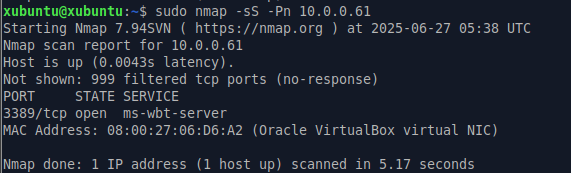 xubuntu@xubuntu:~$ sudo nmap -sS -Pn 10.0.0.61
Starting Nmap 7.94SVN ( https://nmap.org ) at 2025-06-27 05:38 UTC
Nmap scan report for 10.0.0.61
Host is up (0.0043s latency).
Not shown: 999 filtered tcp ports (no-response)
PORT     STATE SERVICE
3389/tcp open  ms-wbt-server
MAC Address: 08:00:27:06:D6:A2 (Oracle VirtualBox virtual NIC)
Nmap done: 1 IP address (1 host up) scanned in 5.17 seconds